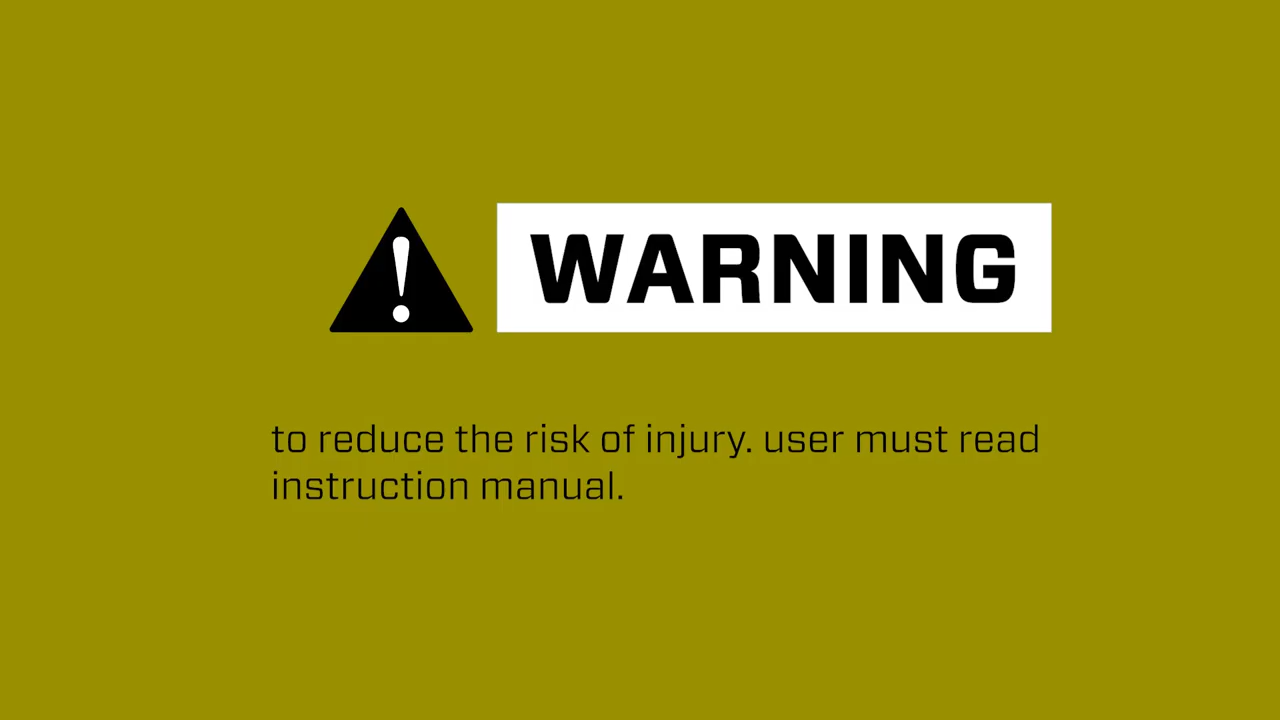 WARNING
to reduce the risk of injury. user must read
instruction manual.